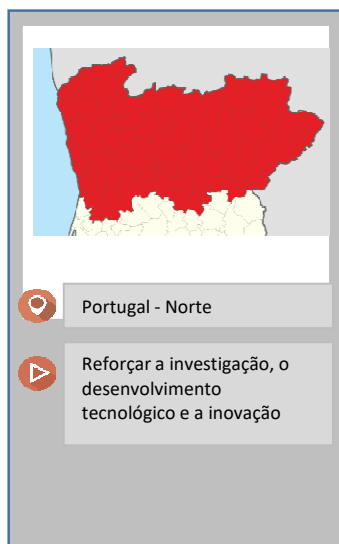 Portugal - Norte
Reforçar a investigação, o
desenvolvimento
tecnológico e a inovação